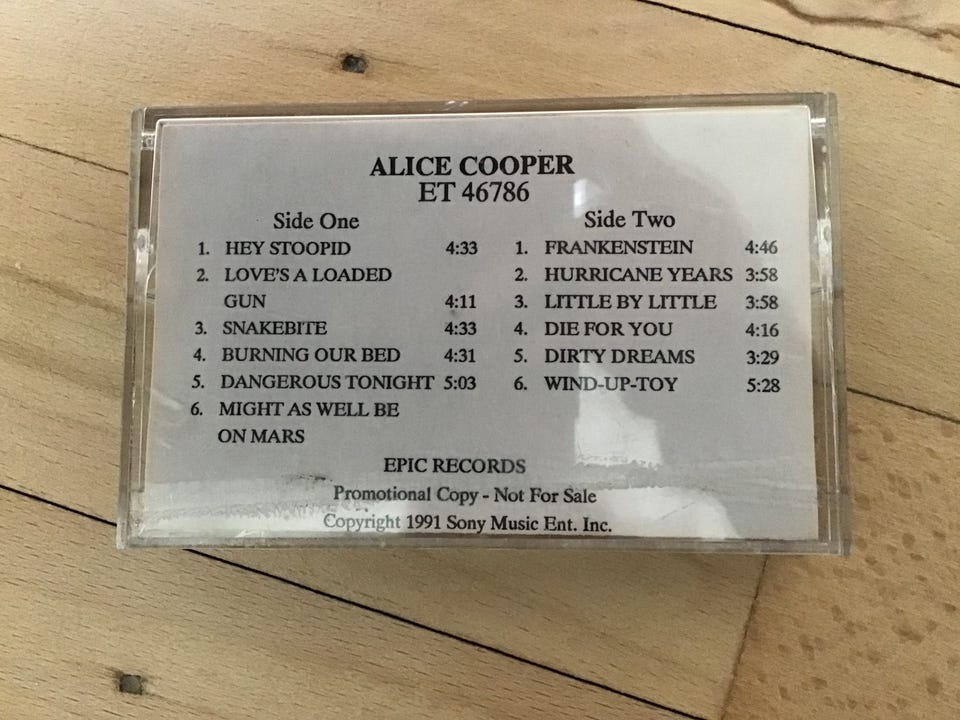 ALICE COOPER
ET 46786
Side One
1. HEY STOOPID 4:33
2. LOVE'S A LOADED
GUN 4:11
3. SNAKEBITE 4:33
4. BURNING OUR BED 4:31
5. DANGEROUS TONIGHT 5:03
6. MIGHT AS WELL BE
ON MARS
Side Two
1. FRANKENSTEIN 4:46
2. HURRICANE YEARS 3:58
3. LITTLE BY LITTLE 3:58
4. DIE FOR YOU 4:16
5. DIRTY DREAMS 3:29
6. WIND-UP-TOY 5:28
EPIC RECORDS
Promotional Copy - Not For Sale
Copyright 1991 Sony Music Ent. Inc.